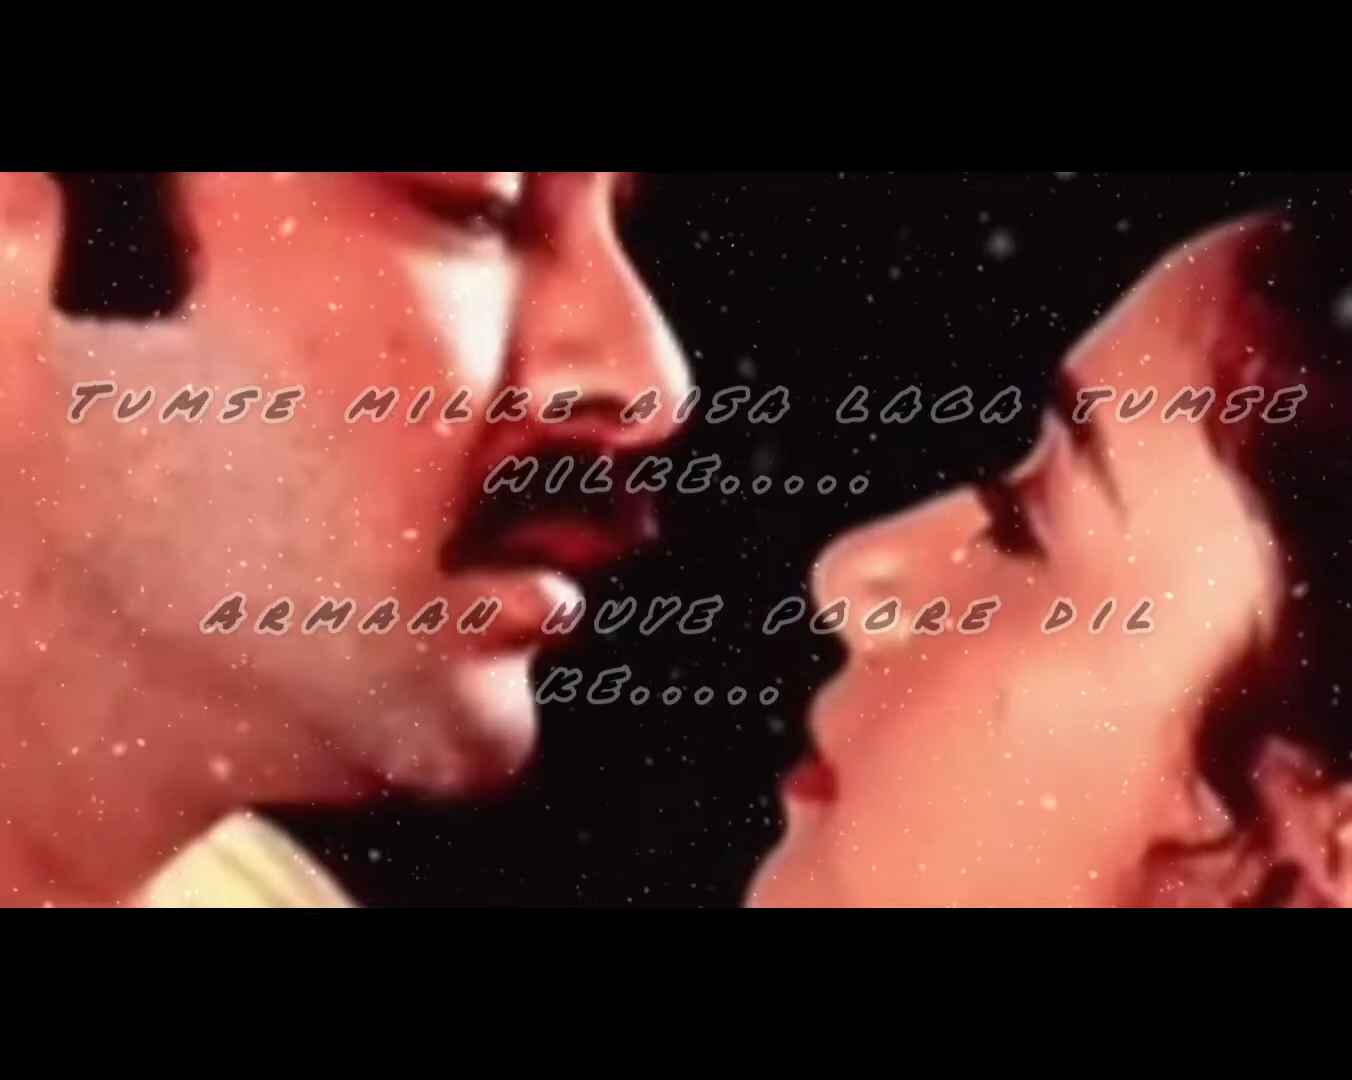 Tumse milke aisa laga tumse
milke.....
Armaan huye poore dil
ke.....